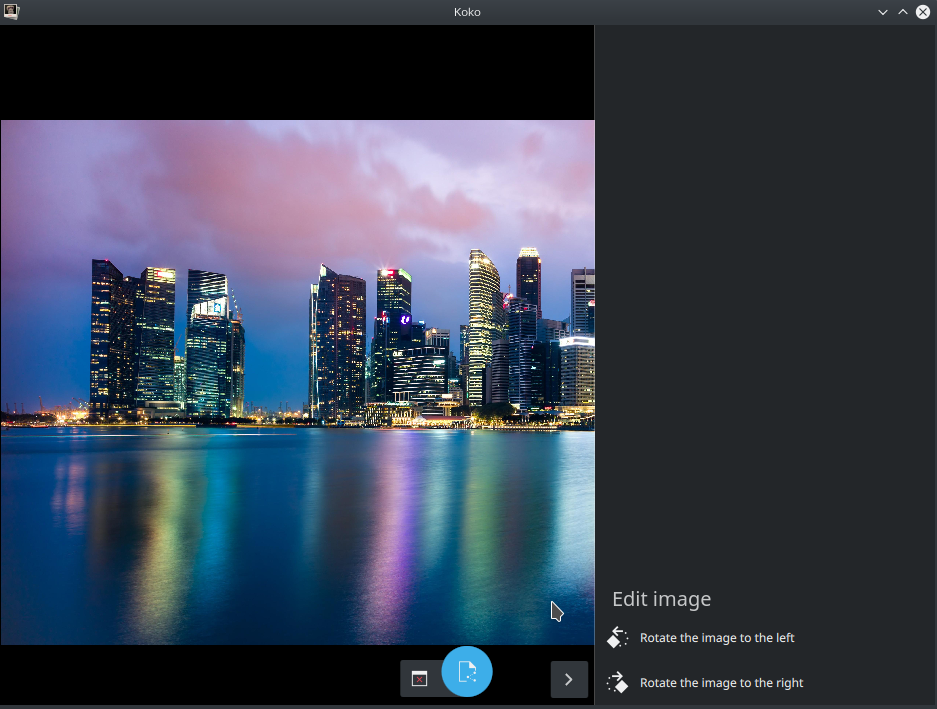 Koko
Edit image
Rotate the image to the left
Rotate the image to the right